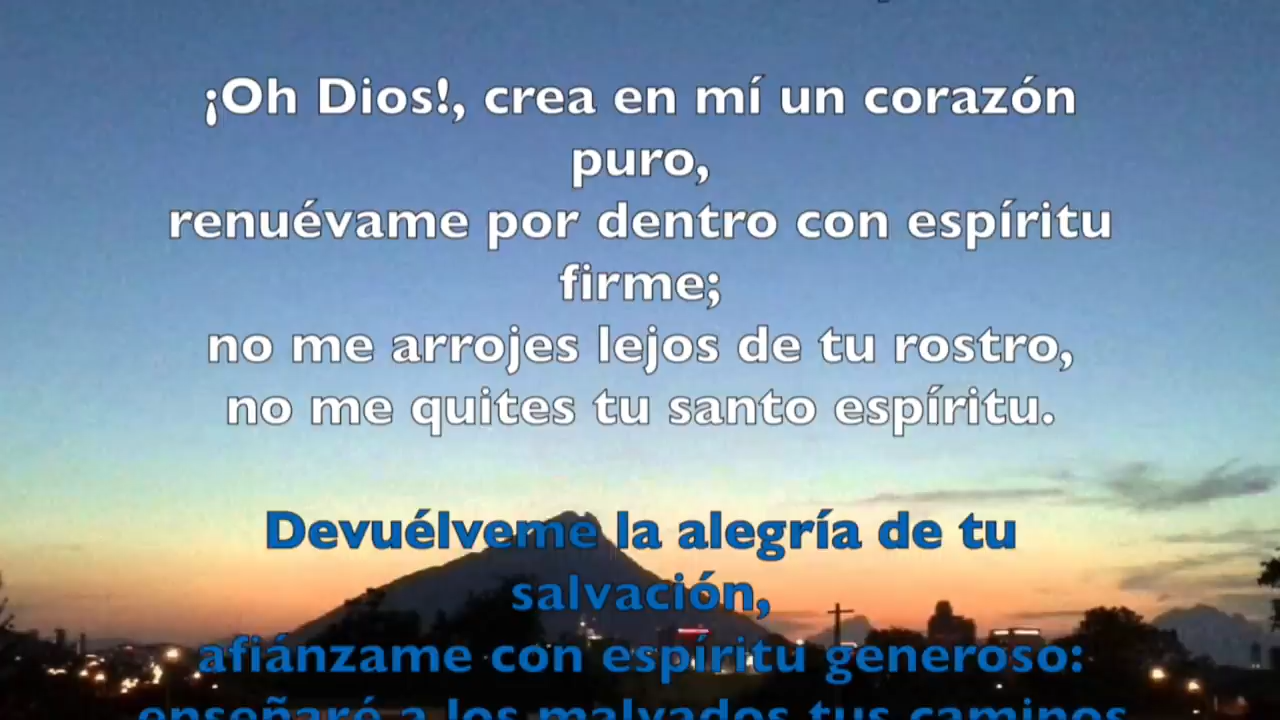 ¡Oh Dios!, crea en mí un corazón
puro,
renuévame por dentro con espíritu
firme;
no me arrojes lejos de tu rostro,
no me quites tu santo espíritu.
Devuélveme la alegría de tu
salvación,
afiánzame con espíritu generoso:
enseñaré a los malvados tus caminos